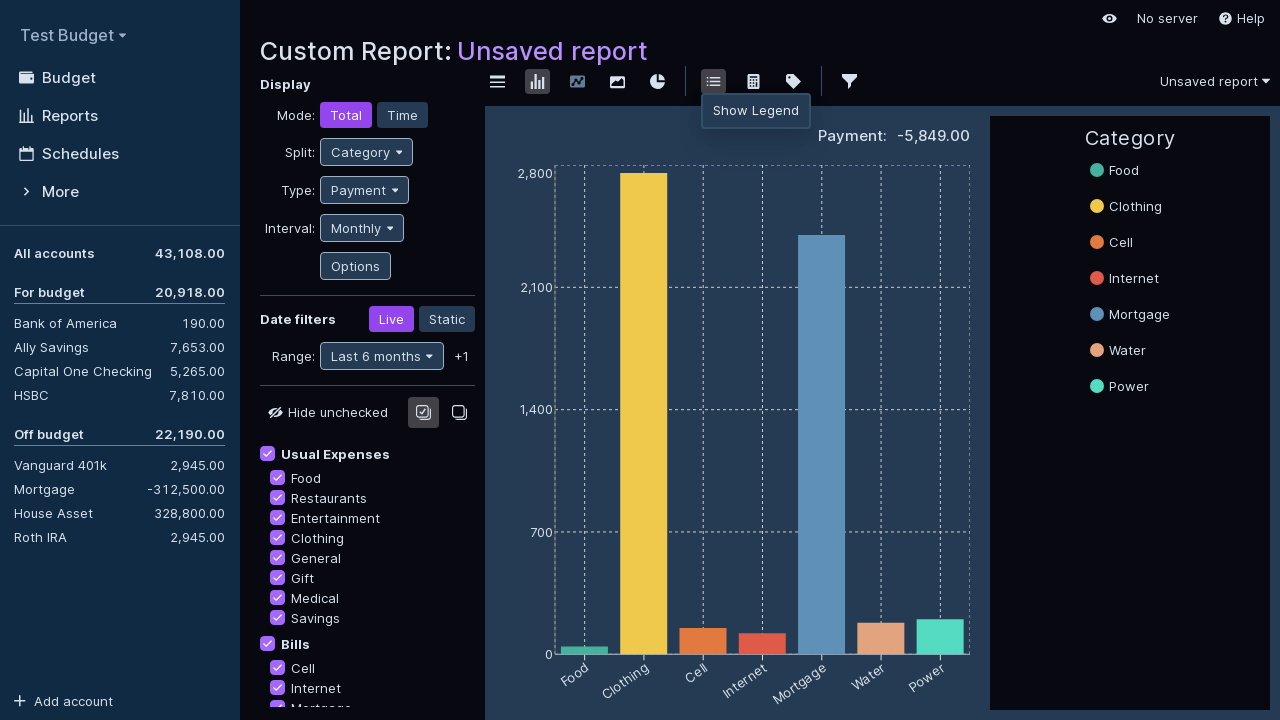 Test Budget
Budget
Reports
Schedules
More
All accounts 43,108.00
For budget 20,918.00
Bank of America 190.00
Ally Savings 7,653.00
Capital One Checking 5,265.00
HSBC 7,810.00
Off budget 22,190.00
Vanguard 401k 2,945.00
Mortgage -312,500.00
House Asset 328,800.00
Roth IRA 2,945.00
Add account
No server
Help
Custom Report: Unsaved report
Display
Mode: Total Time
Split: Category
Type: Payment
Interval: Monthly
Options
Date filters Live Static
Range: Last 6 months +1
Hide unchecked
Usual Expenses
Food
Restaurants
Entertainment
Clothing
General
Gift
Medical
Savings
Bills
Cell
Internet
Mortgage
Unsaved report
Show Legend
Payment: -5,849.00
2,800
2,100
1,400
700
0
Food
Clothing
Cell
Internet
Mortgage
Water
Power
Category
Food
Clothing
Cell
Internet
Mortgage
Water
Power